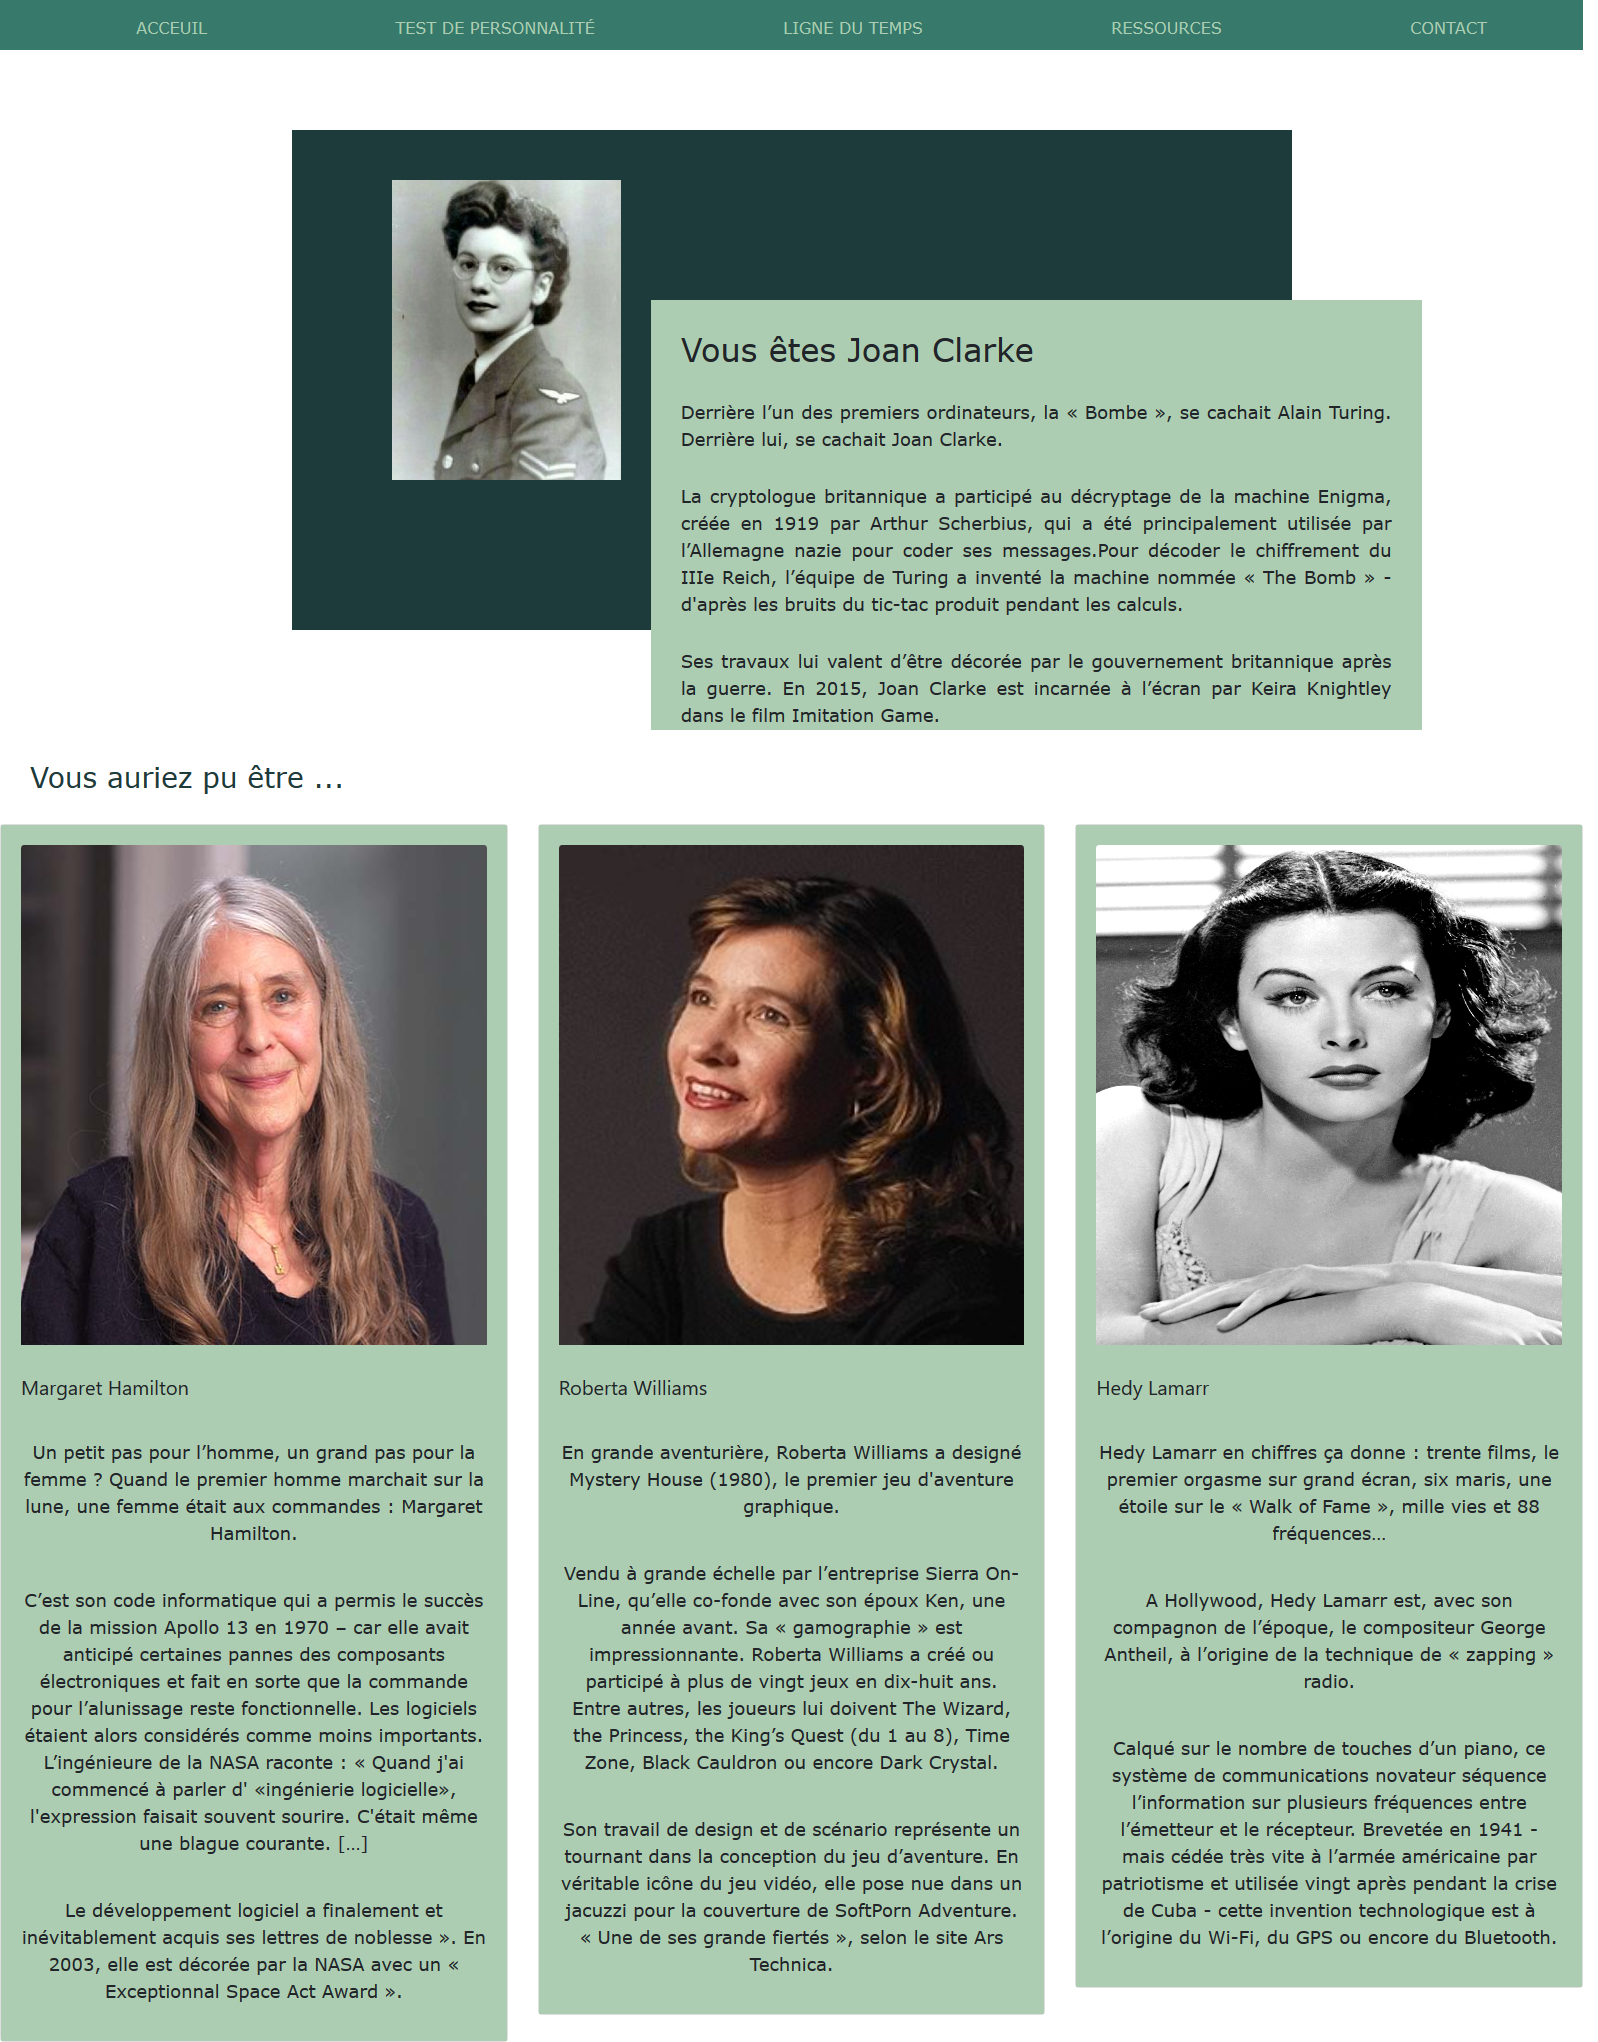 ACCEUIL TEST DE PERSONNALITÉ LIGNE DU TEMPS RESSOURCES CONTACT
Vous êtes Joan Clarke
Derrière l’un des premiers ordinateurs, la « Bombe », se cachait Alain Turing.
Derrière lui, se cachait Joan Clarke.
La cryptologue britannique a participé au décryptage de la machine Enigma,
créée en 1919 par Arthur Scherbius, qui a été principalement utilisée par
l’Allemagne nazie pour coder ses messages.Pour décoder le chiffrement du
IIIe Reich, l’équipe de Turing a inventé la machine nommée « The Bomb » -
d'après les bruits du tic-tac produit pendant les calculs.
Ses travaux lui valent d’être décorée par le gouvernement britannique après
la guerre. En 2015, Joan Clarke est incarnée à l’écran par Keira Knightley
dans le film Imitation Game.
Vous auriez pu être ...
Margaret Hamilton
Un petit pas pour l’homme, un grand pas pour la
femme ? Quand le premier homme marchait sur la
lune, une femme était aux commandes : Margaret
Hamilton.
C’est son code informatique qui a permis le succès
de la mission Apollo 13 en 1970 – car elle avait
anticipé certaines pannes des composants
électroniques et fait en sorte que la commande
pour l’alunissage reste fonctionnelle. Les logiciels
étaient alors considérés comme moins importants.
L’ingénieure de la NASA raconte : « Quand j'ai
commencé à parler d' «ingénierie logicielle»,
l'expression faisait souvent sourire. C'était même
une blague courante. [...]
Le développement logiciel a finalement et
inévitablement acquis ses lettres de noblesse ». En
2003, elle est décorée par la NASA avec un «
Exceptionnal Space Act Award ».
Roberta Williams
En grande aventurière, Roberta Williams a designé
Mystery House (1980), le premier jeu d'aventure
graphique.
Vendu à grande échelle par l’entreprise Sierra On-
Line, qu’elle co-fonde avec son époux Ken, une
année avant. Sa « gamographie » est
impressionnante. Roberta Williams a créé ou
participé à plus de vingt jeux en dix-huit ans.
Entre autres, les joueurs lui doivent The Wizard,
the Princess, the King’s Quest (du 1 au 8), Time
Zone, Black Cauldron ou encore Dark Crystal.
Son travail de design et de scénario représente un
tournant dans la conception du jeu d’aventure. En
véritable icône du jeu vidéo, elle pose nue dans un
jacuzzi pour la couverture de SoftPorn Adventure.
« Une de ses grande fiertés », selon le site Ars
Technica.
Hedy Lamarr
Hedy Lamarr en chiffres ça donne : trente films, le
premier orgasme sur grand écran, six maris, une
étoile sur le « Walk of Fame », mille vies et 88
fréquences…
A Hollywood, Hedy Lamarr est, avec son
compagnon de l’époque, le compositeur George
Antheil, à l’origine de la technique de « zapping »
radio.
Calqué sur le nombre de touches d’un piano, ce
système de communications novateur séquence
l’information sur plusieurs fréquences entre
l’émetteur et le récepteur. Brevetée en 1941 -
mais cédée très vite à l’armée américaine par
patriotisme et utilisée vingt après pendant la crise
de Cuba - cette invention technologique est à
l’origine du Wi-Fi, du GPS ou encore du Bluetooth.